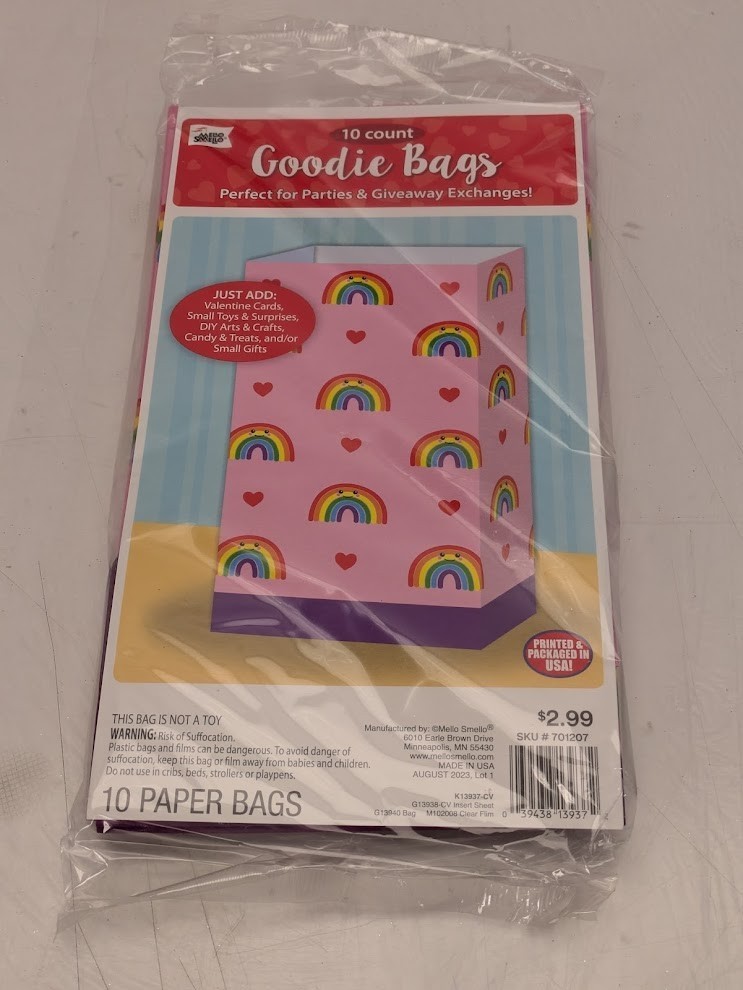 MELLO SMELLO
10 count
Goodie Bags
Perfect for Parties & Giveaway Exchanges!
JUST ADD:
Valentine Cards,
Small Toys & Surprises,
DIY Arts & Crafts,
Candy & Treats, and/or
Small Gifts
PRINTED &
PACKAGED IN
USA!
THIS BAG IS NOT A TOY
WARNING: Risk of Suffocation.
Plastic bags and films can be dangerous. To avoid danger of
suffocation, keep this bag or film away from babies and children.
Do not use in cribs, beds, strollers or playpens.
10 PAPER BAGS
Manufactured by: ©Mello Smello®
6010 Earle Brown Drive
Minneapolis, MN 55430
www.mellosmello.com
MADE IN USA
AUGUST 2023, Lot 1
K13937-CV
G13938-CV Insert Sheet
G13940 Bag M102008 Clear Film
$2.99
SKU # 701207
0 39438 13937